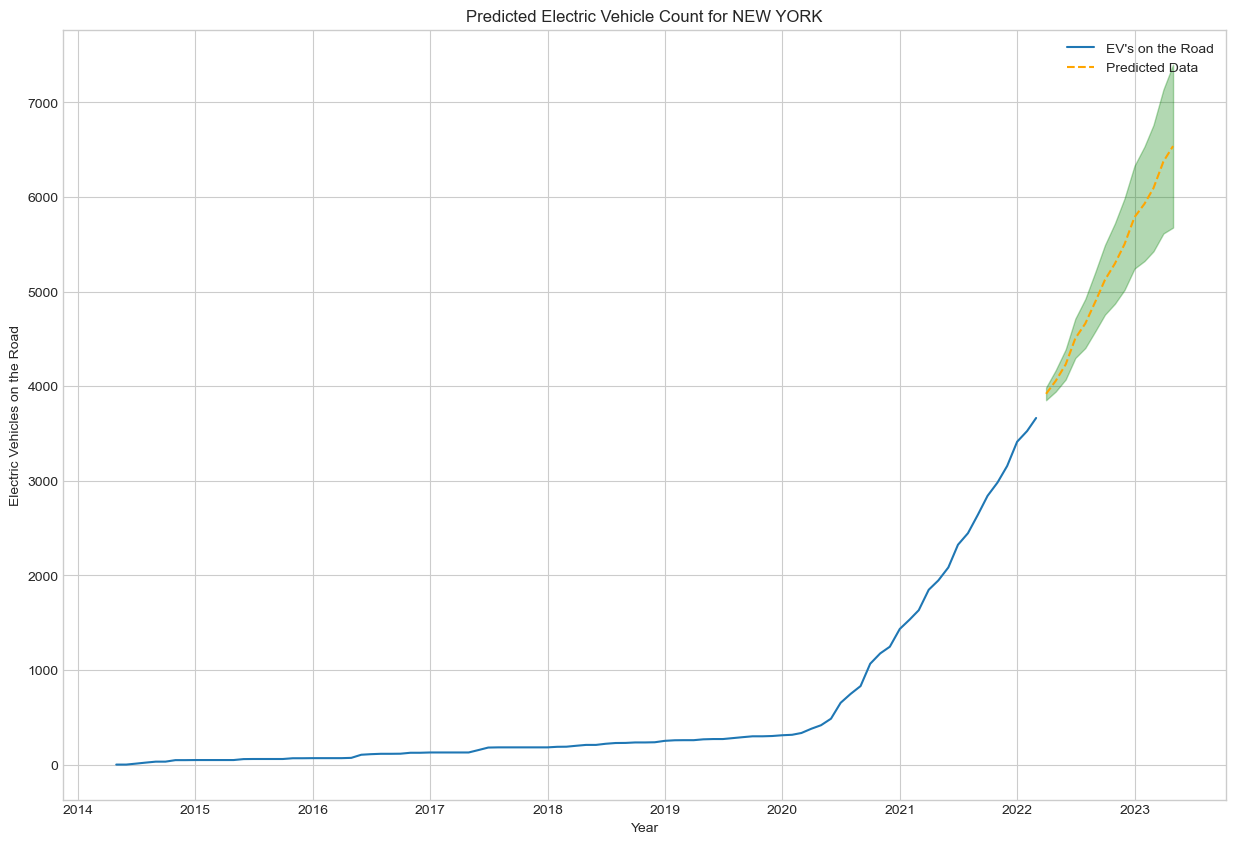 Predicted Electric Vehicle Count for NEW YORK
EV's on the Road
Predicted Data
7000
6000
5000
4000
3000
2000
1000
0
Electric Vehicles on the Road
2014 2015 2016 2017 2018 2019 2020 2021 2022 2023
Year